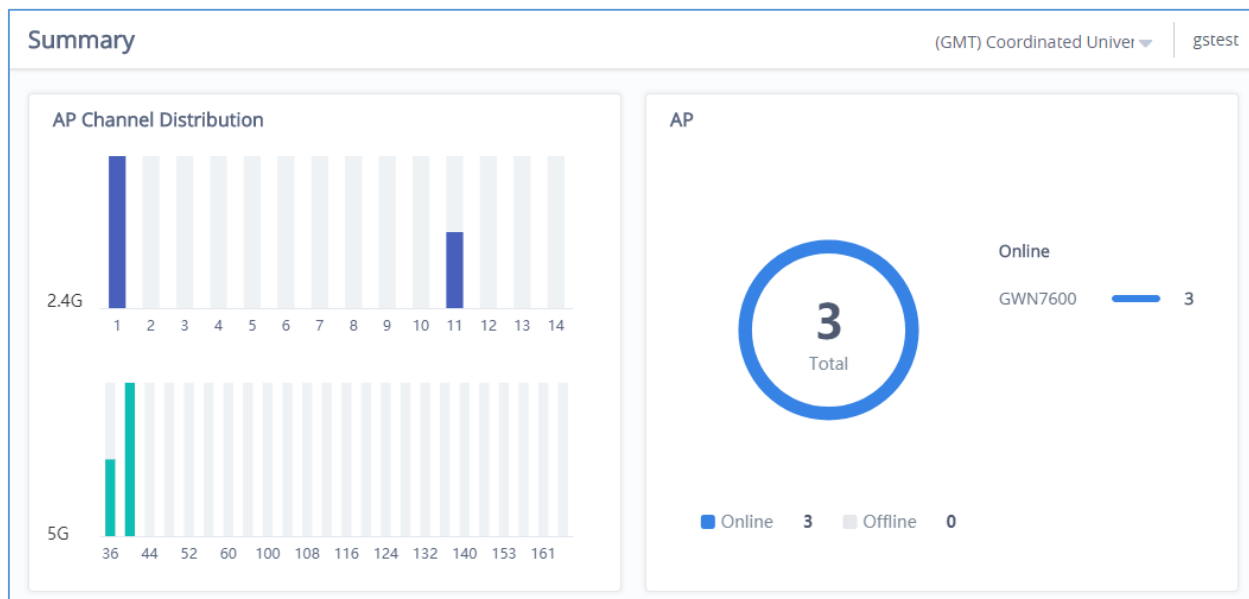 Summary
(GMT) Coordinated Univer
gstest
AP Channel Distribution
2.4G
1 2 3 4 5 6 7 8 9 10 11 12 13 14
5G
36 44 52 60 100 108 116 124 132 140 153 161
AP
3
Total
Online
GWN7600 3
Online 3 Offline 0